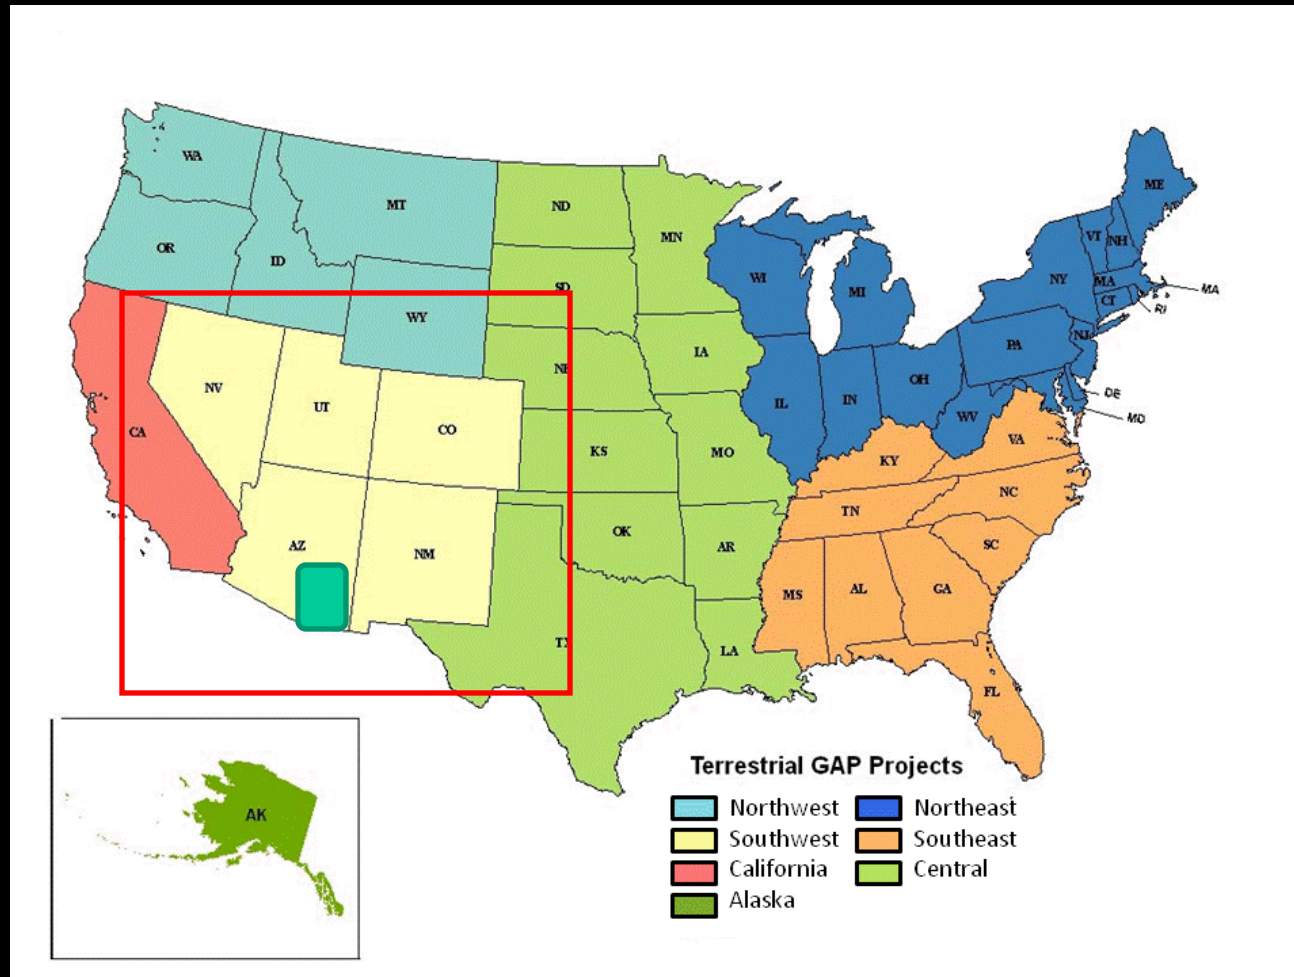 WA
MT
ND
MN
ME
OR
ID
SD
WI
MI
NY
VT
NH
MA
MA
CT
RI
WY
NE
IA
PA
NJ
NV
UT
CO
IL
IN
OH
WV
DE
MD
CA
KS
MO
KY
VA
AZ
NM
OK
AR
TN
NC
SC
MS
AL
GA
TX
LA
FL
AK
Terrestrial GAP Projects
Northwest
Northeast
Southwest
Southeast
California
Central
Alaska